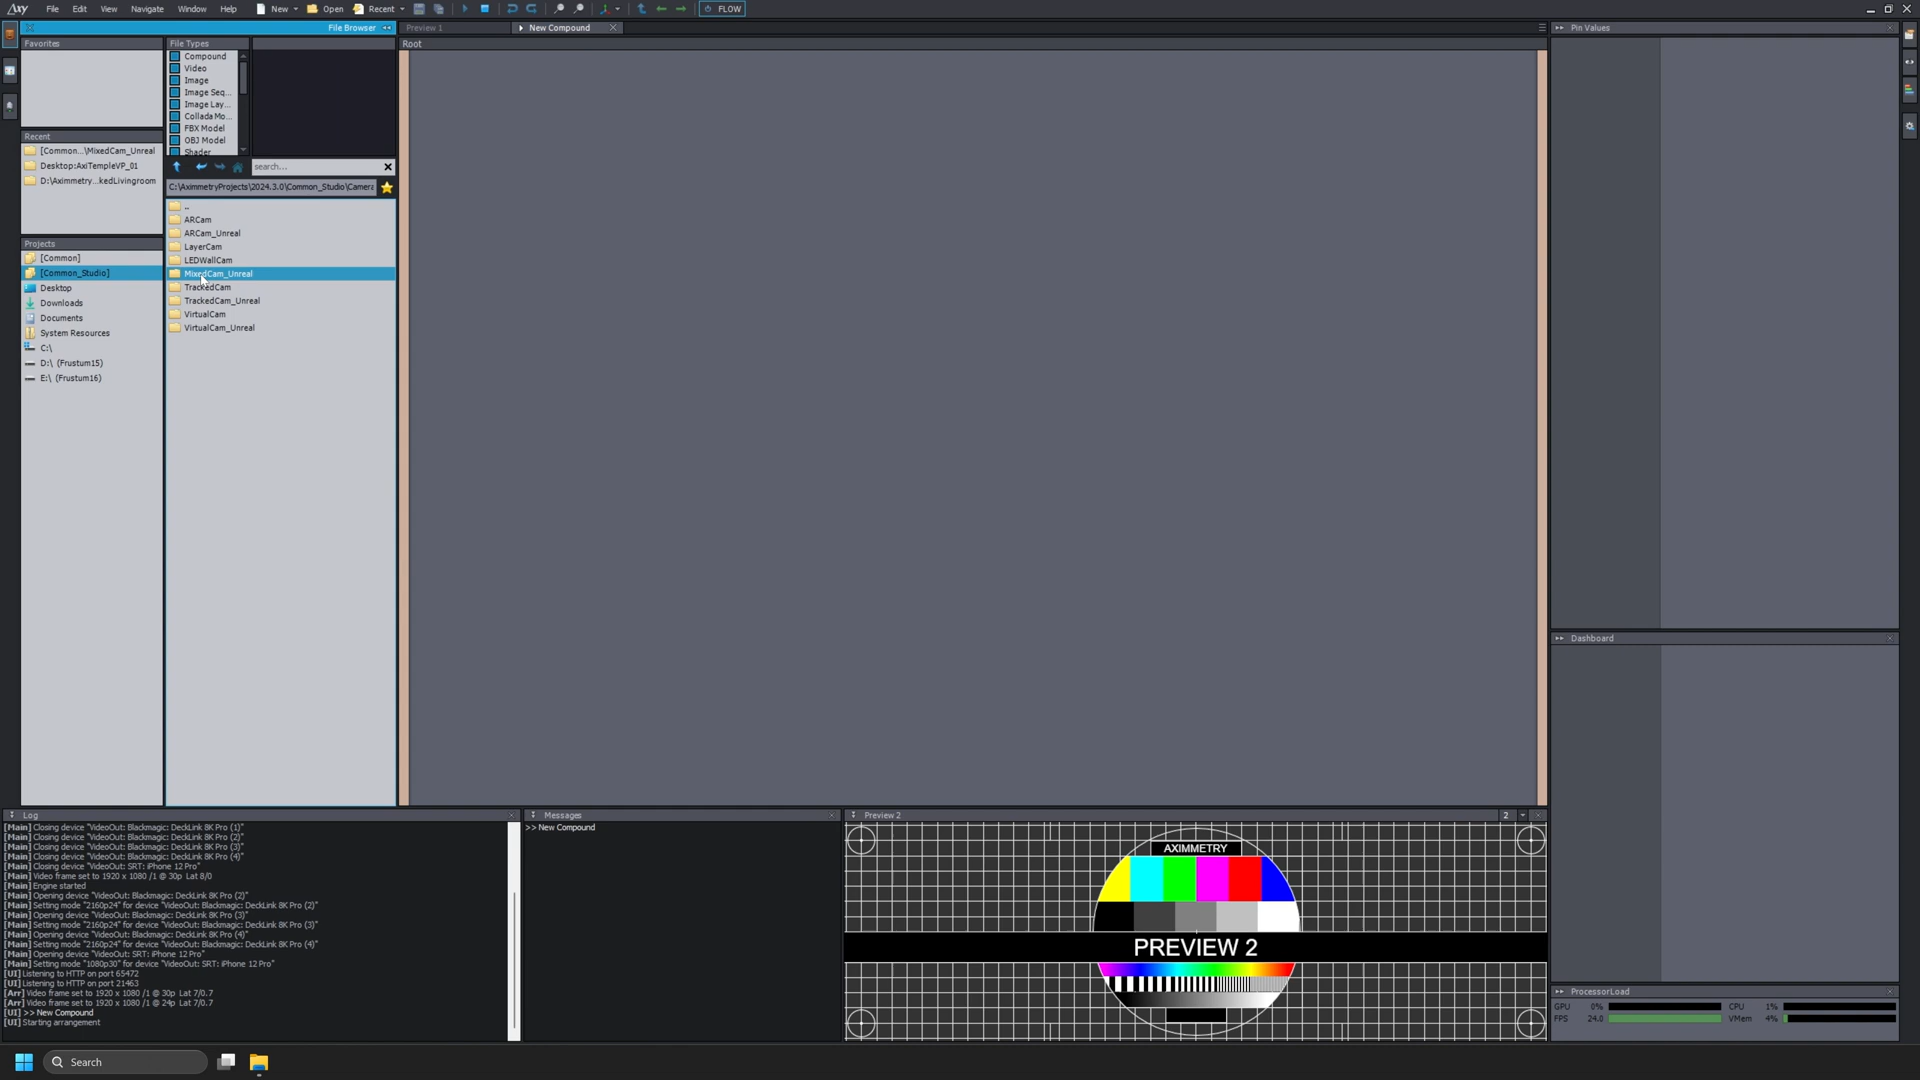 Axy File Edit View Navigate Window Help New Open Recent FLOW
File Browser
Preview 1
New Compound
Pin Values
Favorites
File Types
Root
Compound
Video
Image
Image Seq...
Image Lay...
Collada Mo...
FBX Model
OBJ Model
Shader
Recent
[Common...\MixedCam_Unreal
Desktop:AxiTempleVP_01
D:\Aximmetry...kedLivingroom
search...
C:\AximmetryProjects\2024.3.0\Common_Studio\Camera
..
ARCam
ARCam_Unreal
LayerCam
LEDWallCam
MixedCam_Unreal
TrackedCam
TrackedCam_Unreal
VirtualCam
VirtualCam_Unreal
Projects
[Common]
[Common_Studio]
Desktop
Downloads
Documents
System Resources
C:\
D:\ (Frustum15)
E:\ (Frustum16)
Dashboard
Log
[Main] Closing device "VideoOut: Blackmagic: DeckLink 8K Pro (1)"
[Main] Closing device "VideoOut: Blackmagic: DeckLink 8K Pro (2)"
[Main] Closing device "VideoOut: Blackmagic: DeckLink 8K Pro (3)"
[Main] Closing device "VideoOut: Blackmagic: DeckLink 8K Pro (4)"
[Main] Closing device "VideoOut: SRT: iPhone 12 Pro"
[Main] Video frame set to 1920 x 1080 /1 @ 30p Lat 8/0
[Main] Engine started
[Main] Opening device "VideoOut: Blackmagic: DeckLink 8K Pro (2)"
[Main] Setting mode "2160p24" for device "VideoOut: Blackmagic: DeckLink 8K Pro (2)"
[Main] Opening device "VideoOut: Blackmagic: DeckLink 8K Pro (3)"
[Main] Setting mode "2160p24" for device "VideoOut: Blackmagic: DeckLink 8K Pro (3)"
[Main] Opening device "VideoOut: Blackmagic: DeckLink 8K Pro (4)"
[Main] Setting mode "2160p24" for device "VideoOut: Blackmagic: DeckLink 8K Pro (4)"
[Main] Opening device "VideoOut: SRT: iPhone 12 Pro"
[Main] Setting mode "1080p30" for device "VideoOut: SRT: iPhone 12 Pro"
[UI] Listening to HTTP on port 65472
[UI] Listening to HTTP on port 21463
[Arr] Video frame set to 1920 x 1080 /1 @ 30p Lat 7/0.7
[Arr] Video frame set to 1920 x 1080 /1 @ 24p Lat 7/0.7
[UI] >> New Compound
[UI] Starting arrangement
Messages
>> New Compound
Preview 2
2
AXIMMETRY
PREVIEW 2
ProcessorLoad
GPU 0% CPU 1%
FPS 24.0 VMem 4%
Search